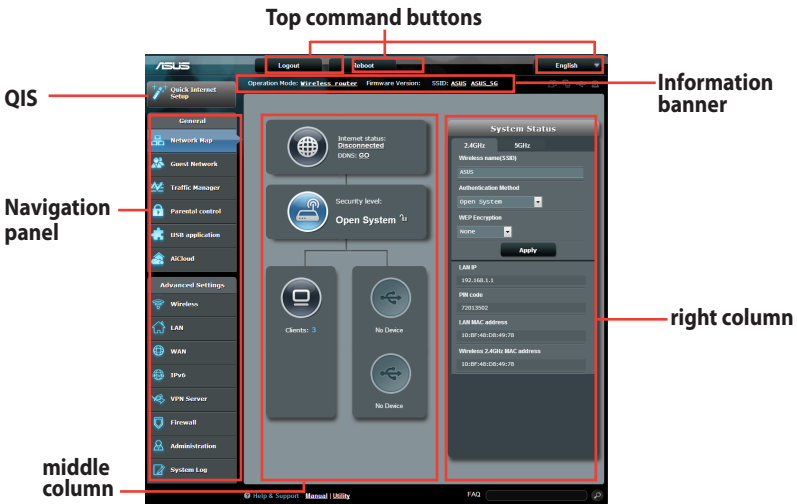 Top command buttons
ASUS
Logout
Reboot
English
QIS
Quick Internet
Setup
Operation Mode: Wireless router Firmware Version: SSID: ASUS ASUS_5G
Information
banner
General
Network Map
Guest Network
Traffic Manager
Parental control
USB application
AiCloud
Navigation
panel
Advanced Settings
Wireless
LAN
WAN
IPv6
VPN Server
Firewall
Administration
System Log
Internet status:
Disconnected
DDNS: GO
Security level:
Open System
Clients: 3
No Device
No Device
System Status
2.4GHz 5GHz
Wireless name(SSID)
ASUS
Authentication Method
Open System
WEP Encryption
None
Apply
LAN IP
192.168.1.1
PIN code
72013502
LAN MAC address
10:BF:48:D8:49:78
Wireless 2.4GHz MAC address
10:BF:48:D8:49:78
right column
middle
column
Help & Support Manual | Utility
FAQ